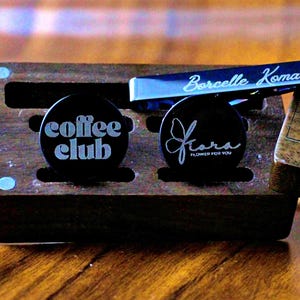 Borcelle Koma
coffee
club
fiora
FLOWER FOR YOU